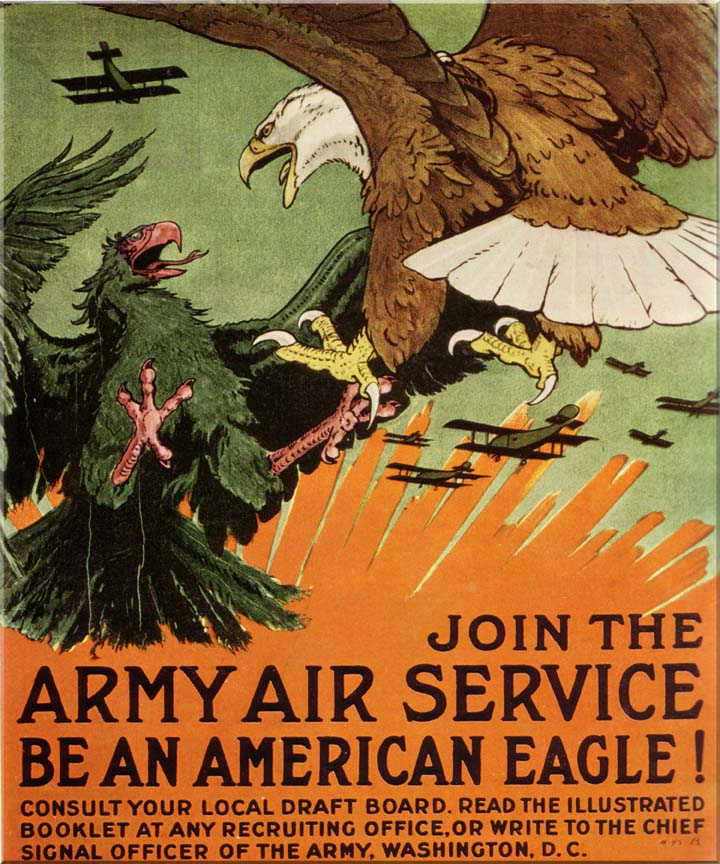 JOIN THE
ARMY AIR SERVICE
BE AN AMERICAN EAGLE!
CONSULT YOUR LOCAL DRAFT BOARD. READ THE ILLUSTRATED
BOOKLET AT ANY RECRUITING OFFICE, OR WRITE TO THE CHIEF
SIGNAL OFFICER OF THE ARMY, WASHINGTON, D.C.